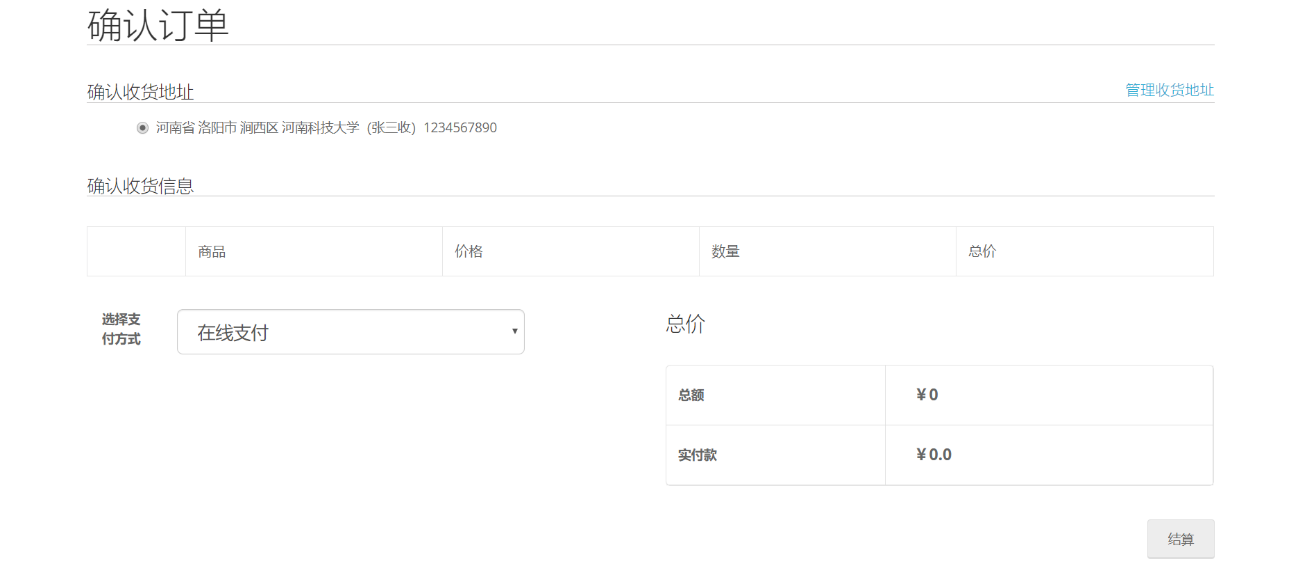 确认订单
确认收货地址
管理收货地址
河南省 洛阳市 涧西区 河南科技大学（张三收）1234567890
确认收货信息
商品 价格 数量 总价
选择支
付方式
在线支付
总价
总额 ¥ 0
实付款 ¥ 0.0
结算